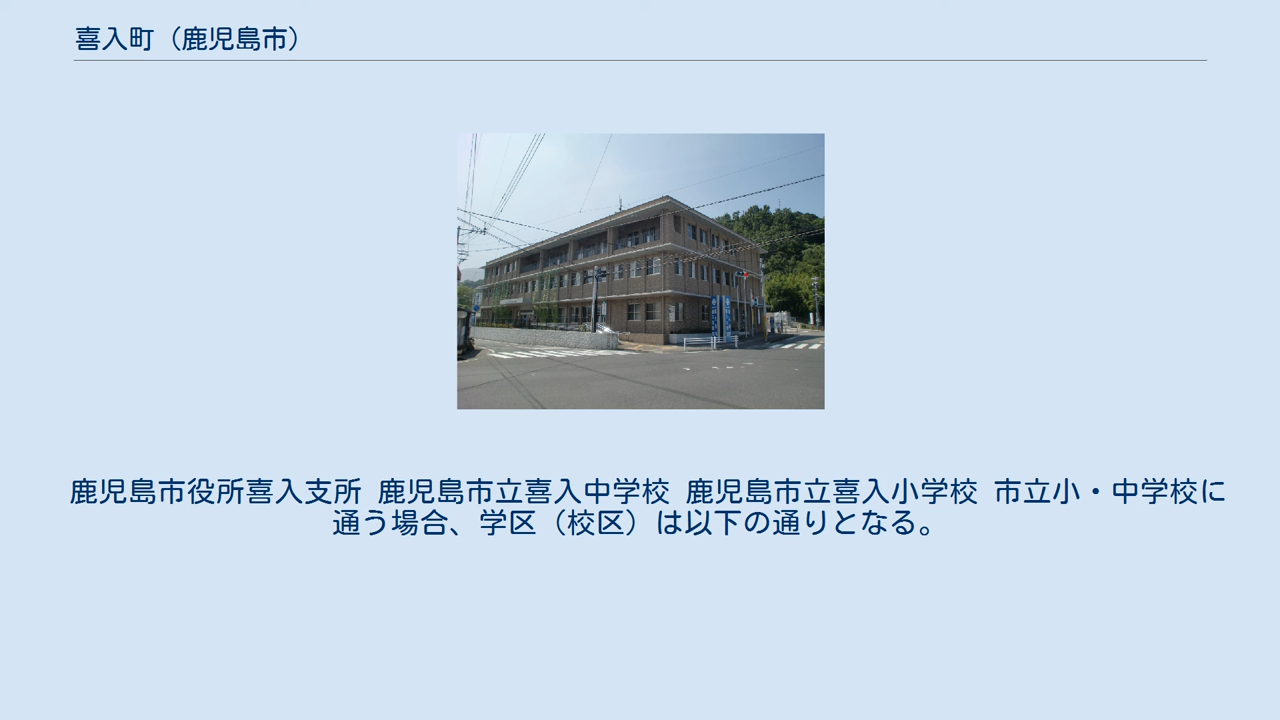 喜入町（鹿児島市）
鹿児島市役所喜入支所 鹿児島市立喜入中学校 鹿児島市立喜入小学校 市立小・中学校に
通う場合、学区（校区）は以下の通りとなる。